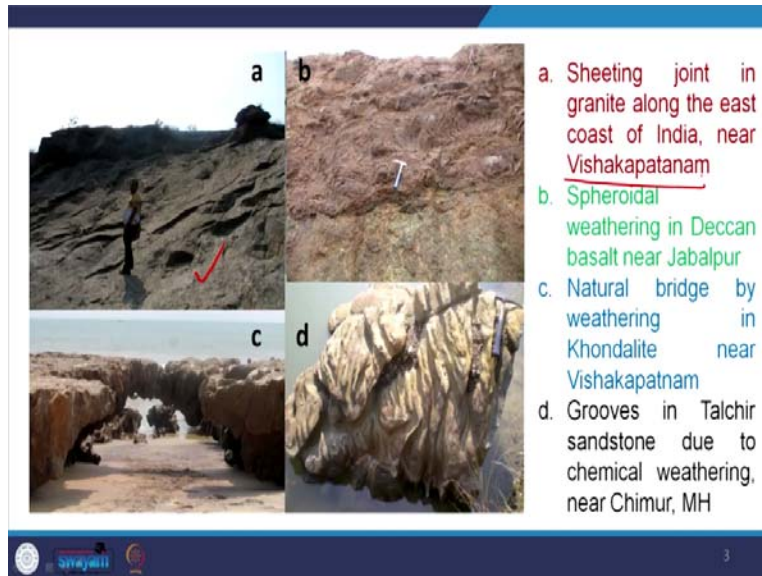 a
b
c
d
a. Sheeting joint in
granite along the east
coast of India, near
Vishakapatanam
b. Spheroidal
weathering in Deccan
basalt near Jabalpur
c. Natural bridge by
weathering in
Khondalite near
Vishakapatnam
d. Grooves in Talchir
sandstone due to
chemical weathering,
near Chimur, MH
swayam
3